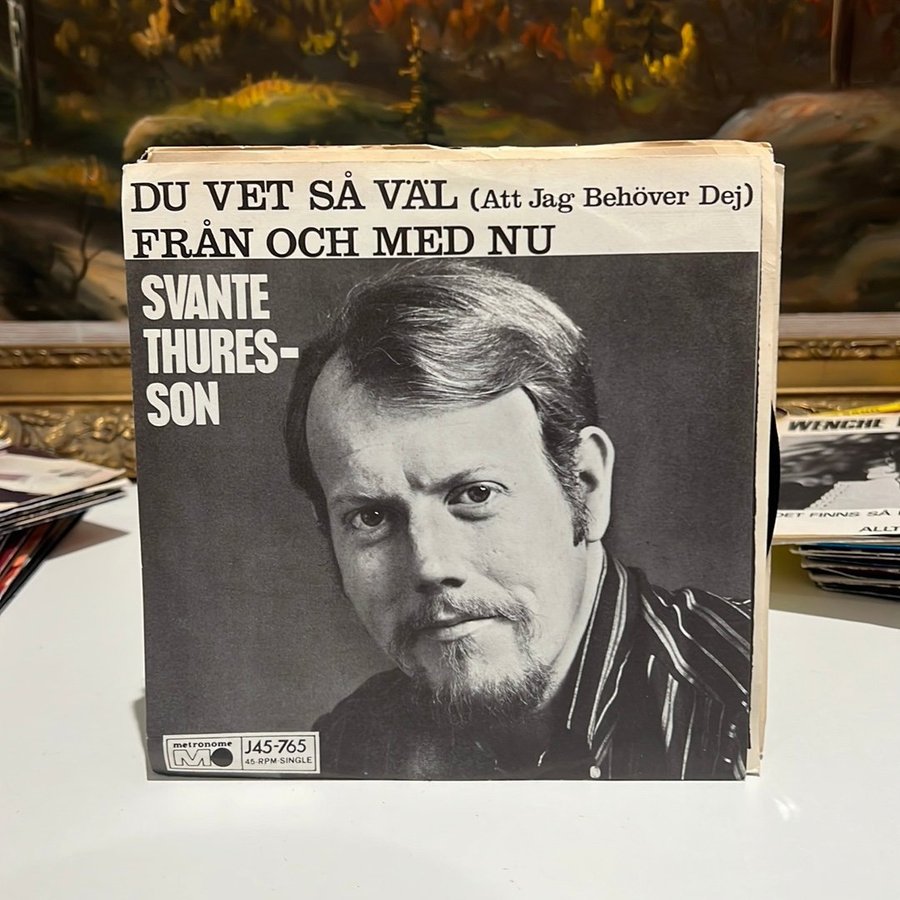 DU VET SÅ VÄL (Att Jag Behöver Dej)
FRÅN OCH MED NU
SVANTE
THURES-
SON
metronome
J45-765
45-RPM-SINGLE
WENCHE
DET FINNS SÅ
ALLT